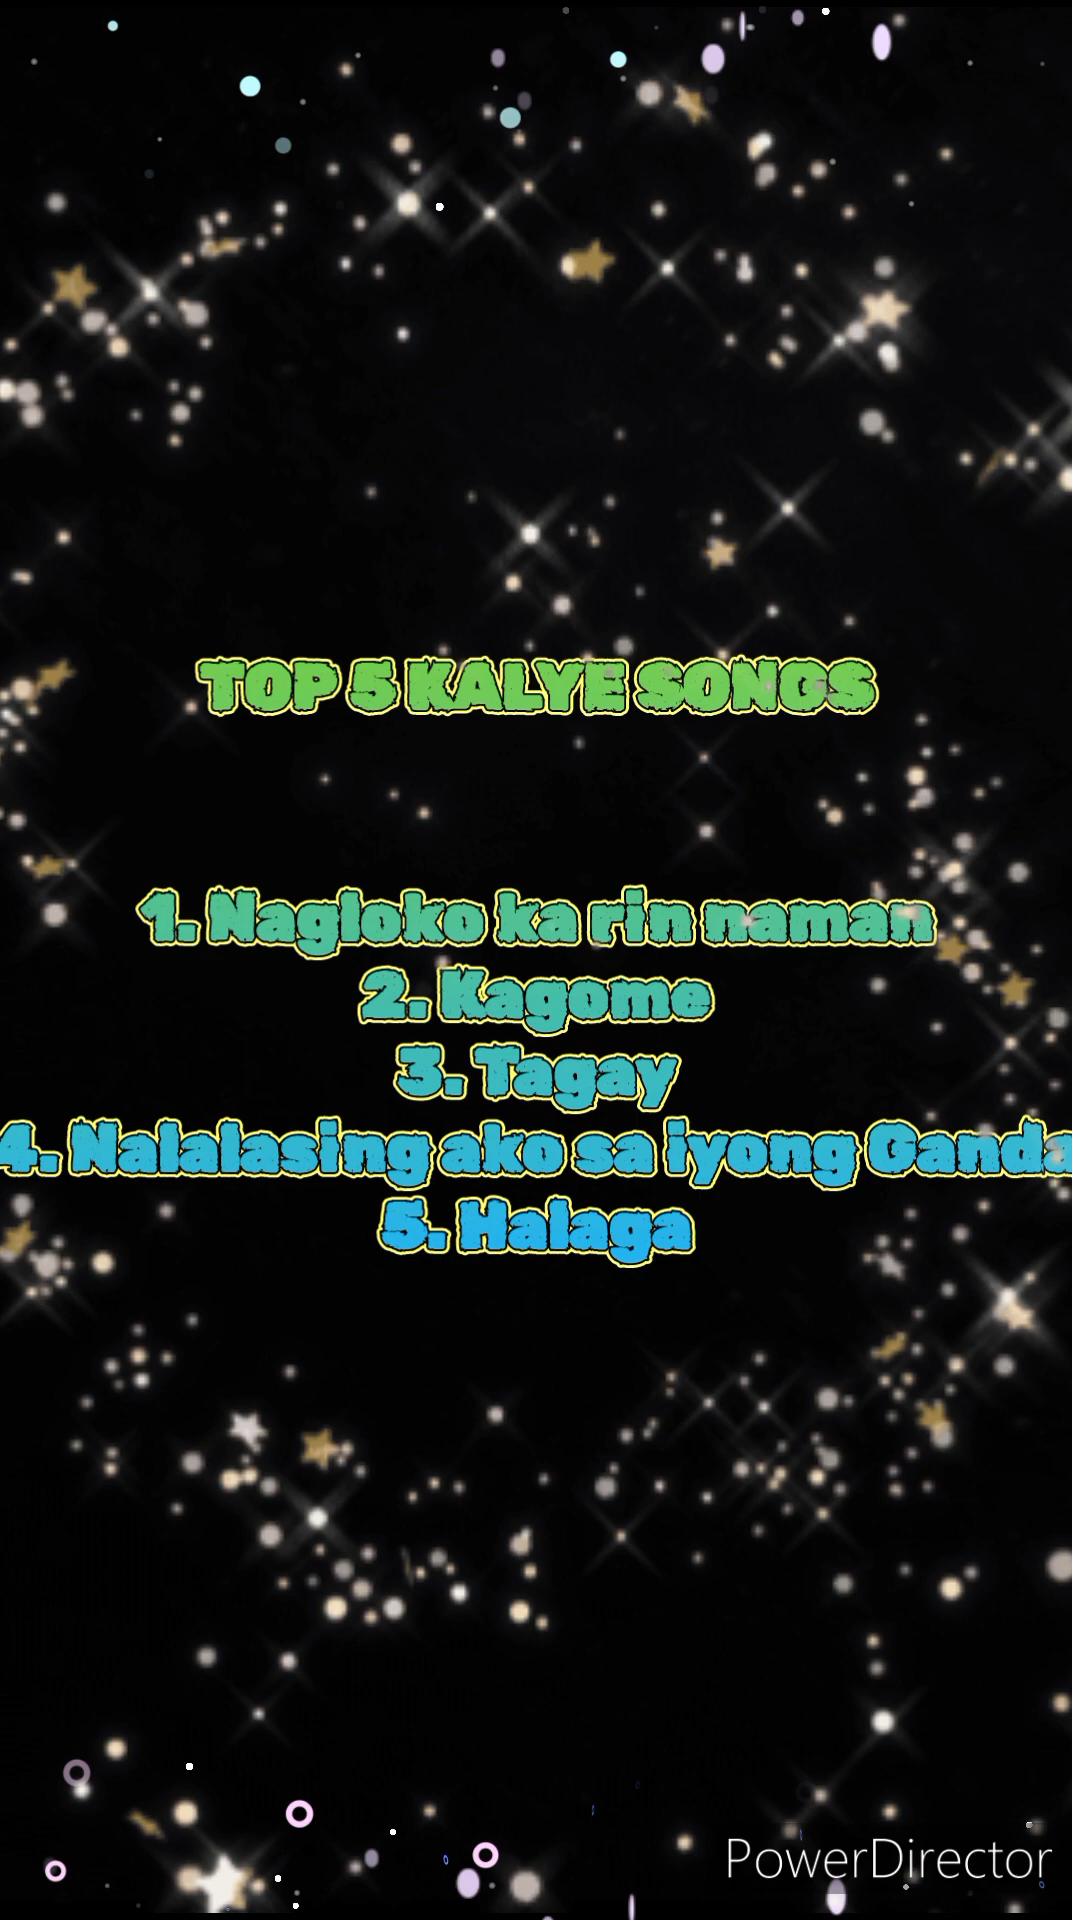 TOP 5 KALYE SONGS
1. Nagloko ka rin naman
2. Kagome
3. Tagay
4. Nalalasing ako sa iyong Ganda
5. Halaga
PowerDirector